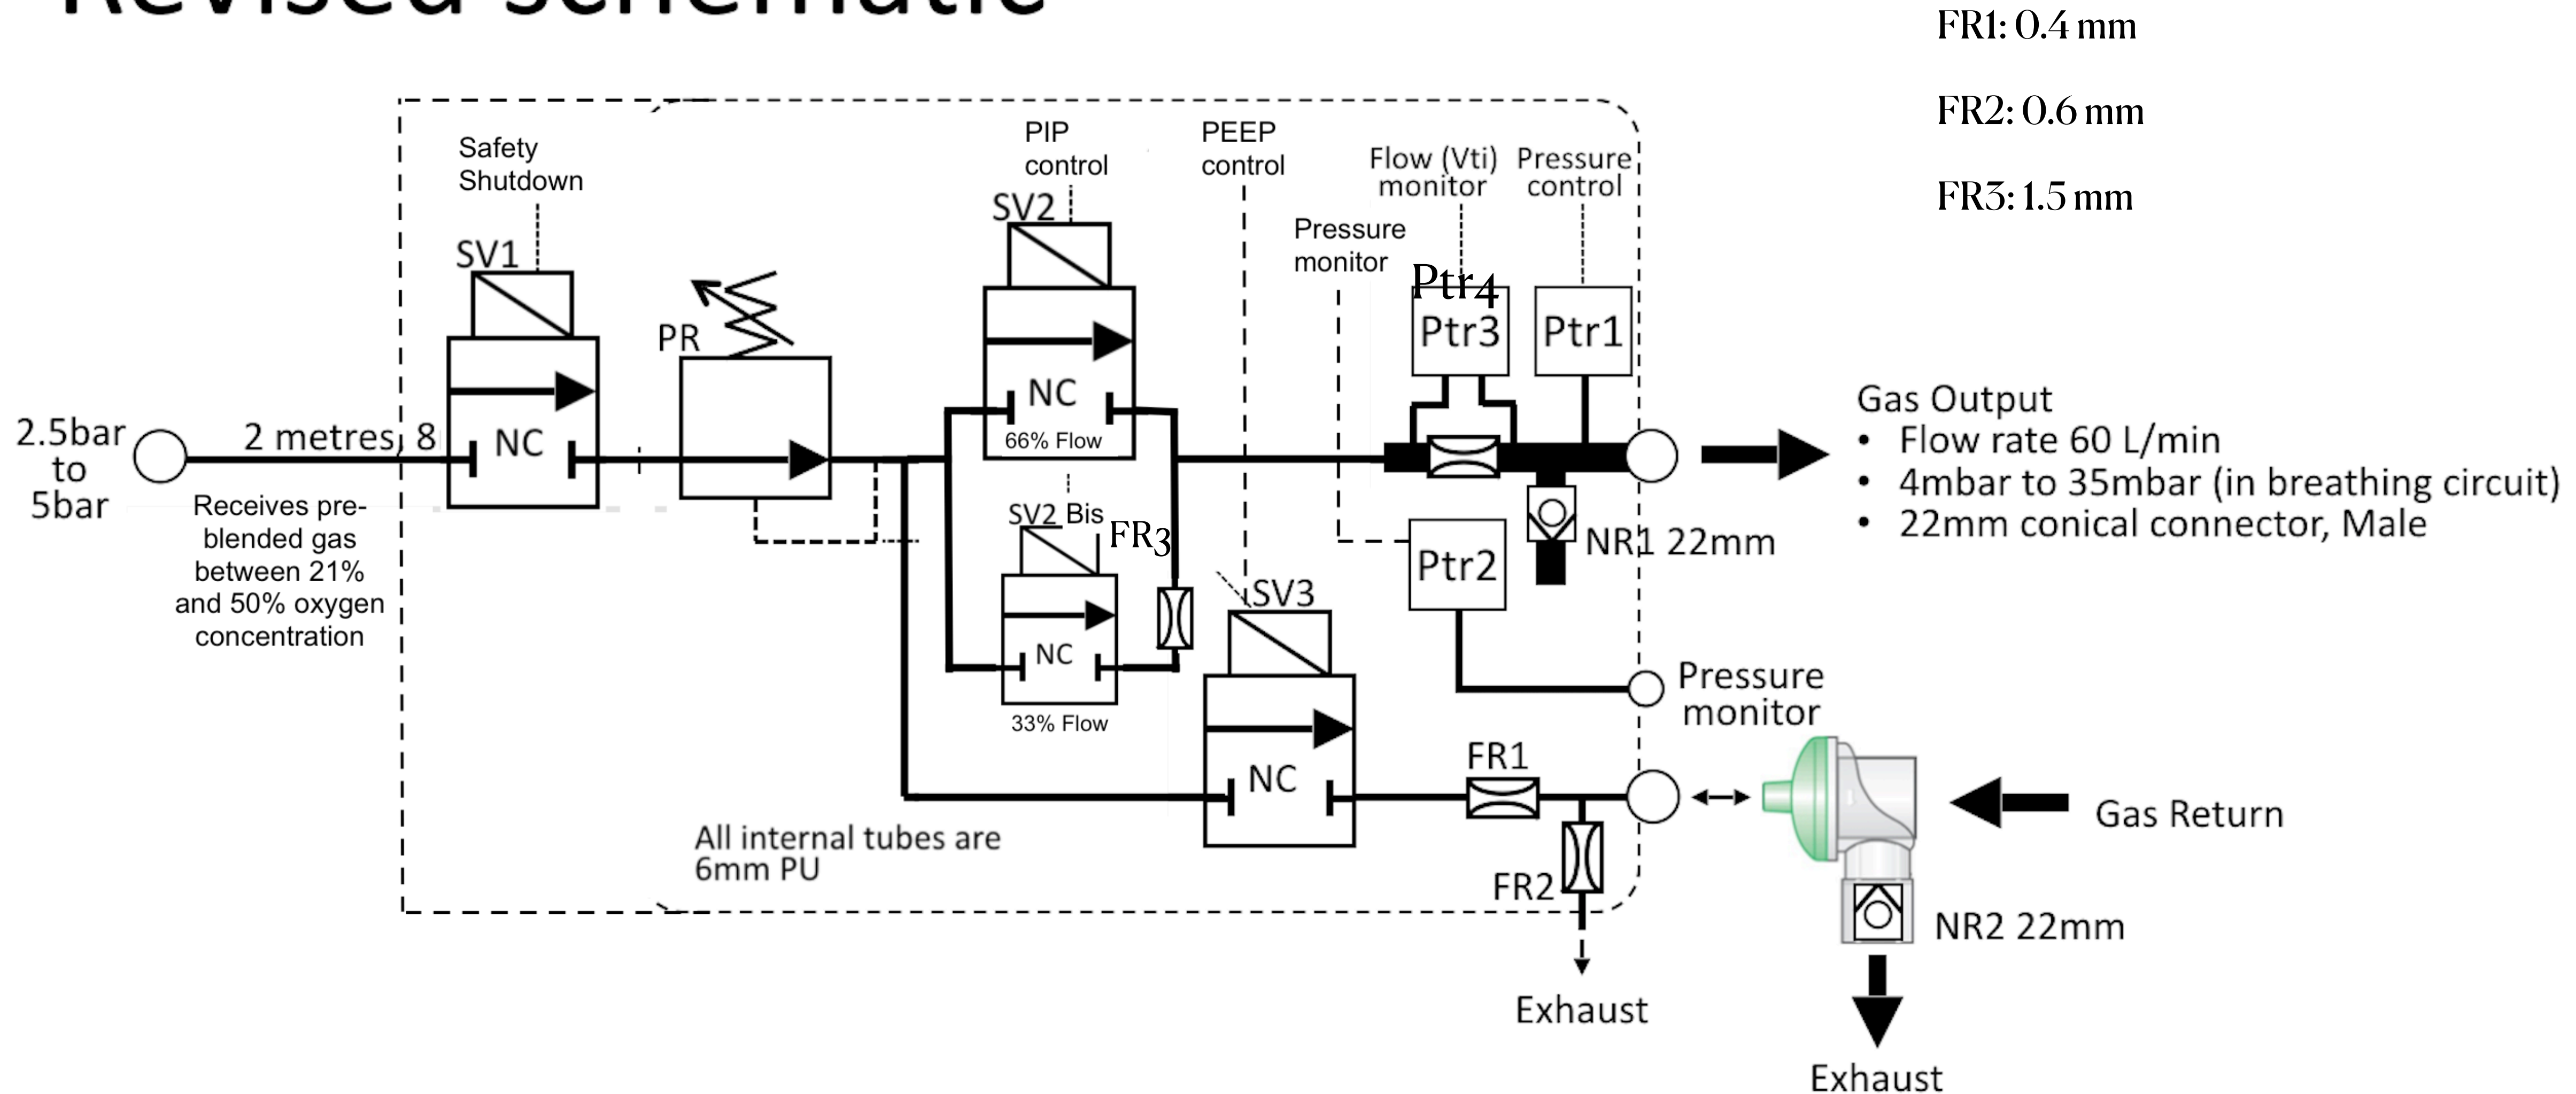 Revised schematic
FR1: 0.4 mm
FR2: 0.6 mm
FR3: 1.5 mm
Safety
Shutdown
SV1
NC
2.5bar
to
5bar
2 metres, 8
Receives pre-
blended gas
between 21%
and 50% oxygen
concentration
PR
PIP
control
SV2
NC
66% Flow
SV2 Bis
FR3
NC
33% Flow
PEEP
control
SV3
NC
Pressure
monitor
Flow (Vti)
monitor
Pressure
control
Ptr4
Ptr3
Ptr1
Ptr2
NR1 22mm
Gas Output
• Flow rate 60 L/min
• 4mbar to 35mbar (in breathing circuit)
• 22mm conical connector, Male
Pressure
monitor
FR1
FR2
Exhaust
Gas Return
NR2 22mm
Exhaust
All internal tubes are
6mm PU